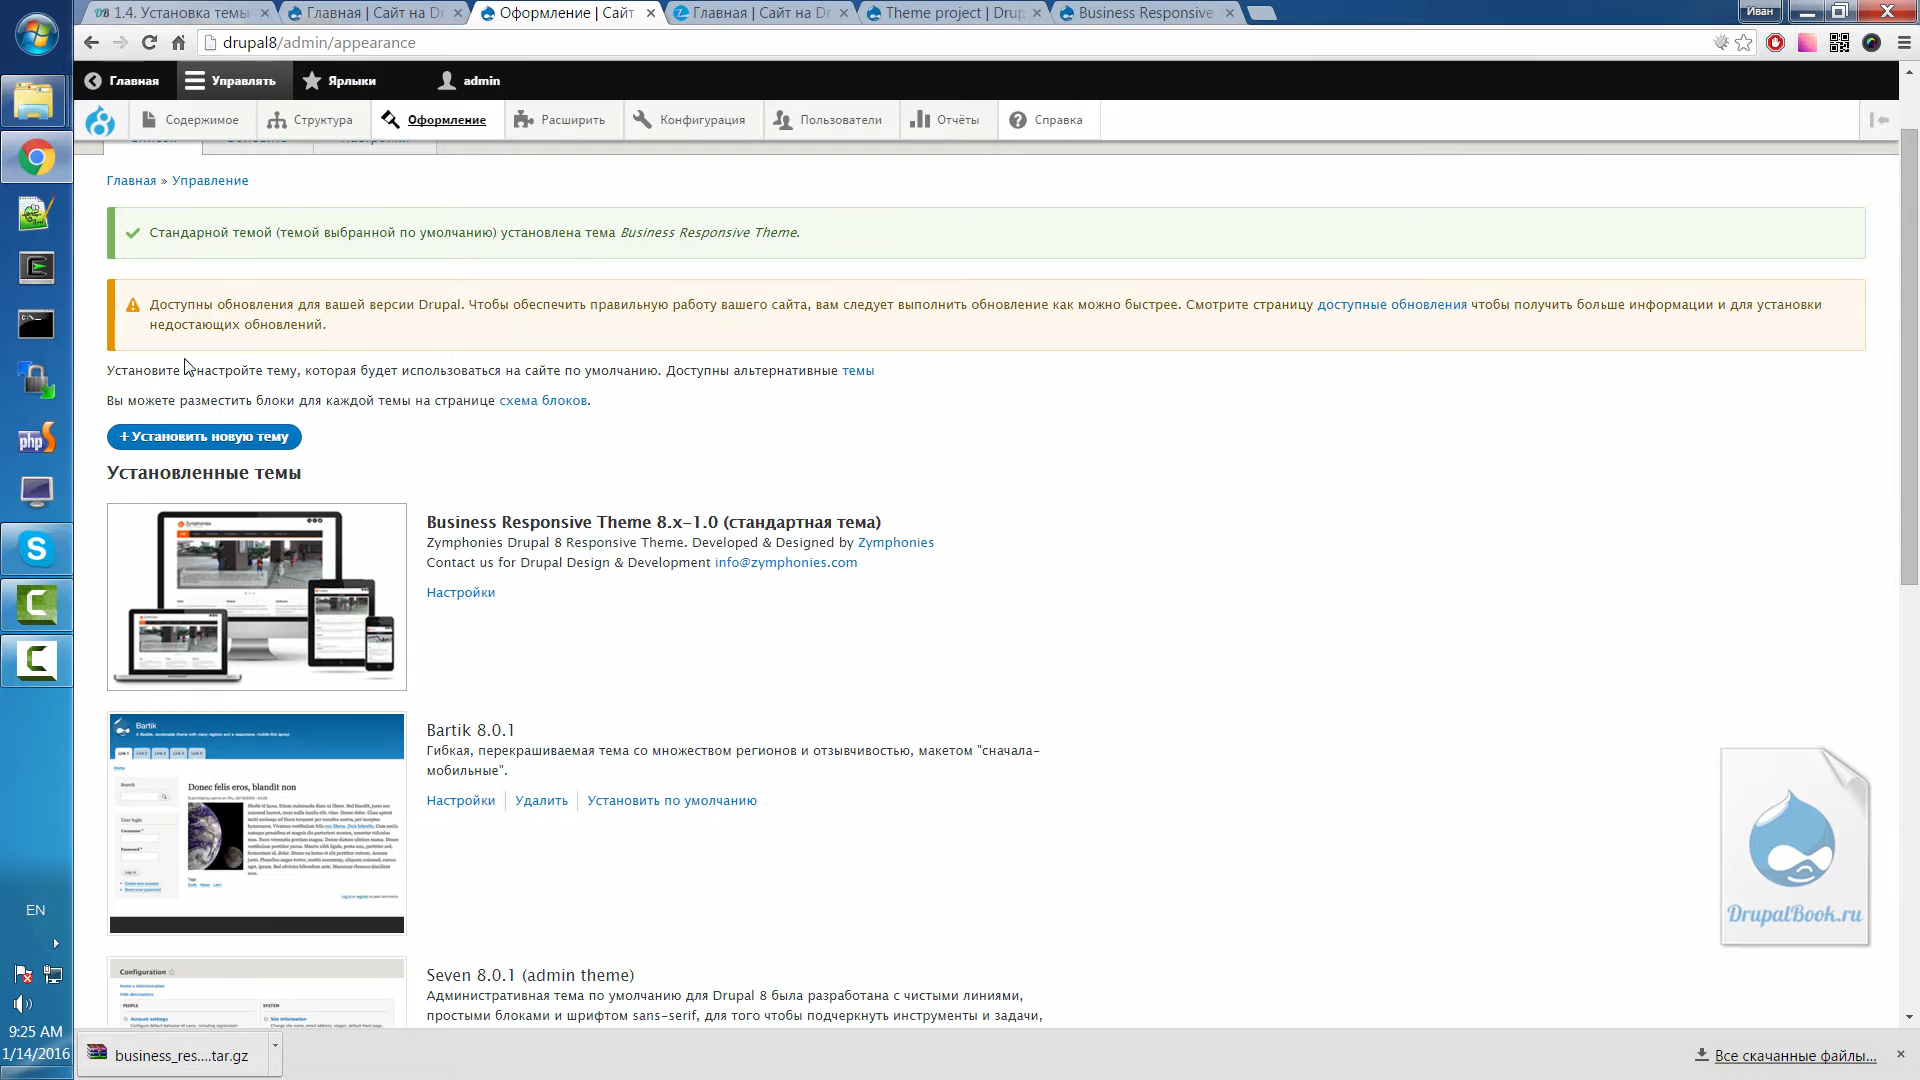 1.4. Установка темы
Главная | Сайт на Dr
Оформление | Сайт
Главная | Сайт на Dr
Theme project | Drup
Business Responsive
Иван
drupal8/admin/appearance
Главная
Управлять
Ярлыки
admin
Содержимое
Структура
Оформление
Расширить
Конфигурация
Пользователи
Отчёты
Справка
Главная » Управление
Стандарной темой (темой выбранной по умолчанию) установлена тема Business Responsive Theme.
Доступны обновления для вашей версии Drupal. Чтобы обеспечить правильную работу вашего сайта, вам следует выполнить обновление как можно быстрее. Смотрите страницу доступные обновления чтобы получить больше информации и для установки
недостающих обновлений.
Установите настройте тему, которая будет использоваться на сайте по умолчанию. Доступны альтернативные темы
Вы можете разместить блоки для каждой темы на странице схема блоков.
+ Установить новую тему
Установленные темы
Business Responsive Theme 8.x-1.0 (стандартная тема)
Zymphonies Drupal 8 Responsive Theme. Developed & Designed by Zymphonies
Contact us for Drupal Design & Development info@zymphonies.com
Настройки
Zymphonies
Bartik 8.0.1
Гибкая, перекрашиваемая тема со множеством регионов и отзывчивостью, макетом "сначала-
мобильные".
Настройки
Удалить
Установить по умолчанию
Bartik
Donec felis eros, blandit non
Seven 8.0.1 (admin theme)
Административная тема по умолчанию для Drupal 8 была разработана с чистыми линиями,
простыми блоками и шрифтом sans-serif, для того чтобы подчеркнуть инструменты и задачи,
Configuration
PEOPLE
SYSTEM
Account settings
Site information
DrupalBook.ru
php
EN
9:25 AM
1/14/2016
business_res....tar.gz
Все скачанные файлы...